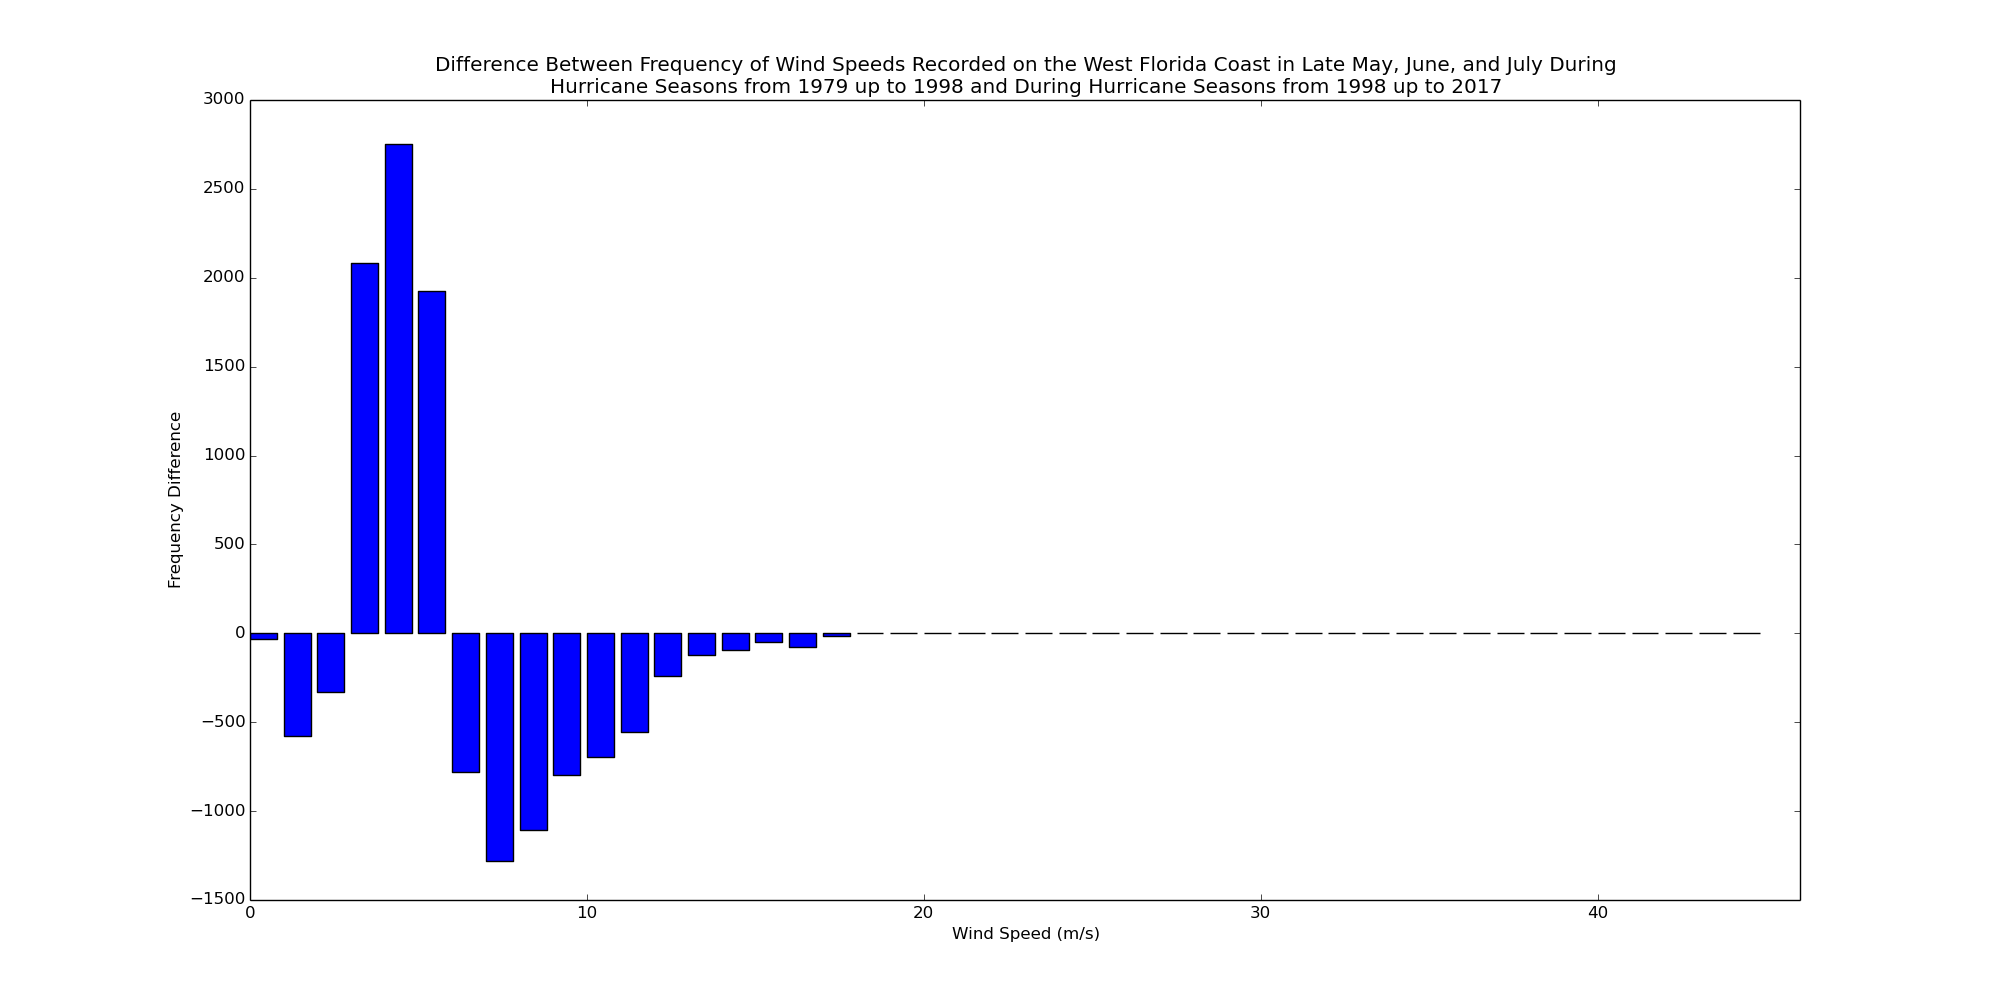 Difference Between Frequency of Wind Speeds Recorded on the West Florida Coast in Late May, June, and July During
Hurricane Seasons from 1979 up to 1998 and During Hurricane Seasons from 1998 up to 2017
3000
2500
2000
1500
1000
500
0
−500
−1000
−1500
Frequency Difference
0 10 20 30 40
Wind Speed (m/s)